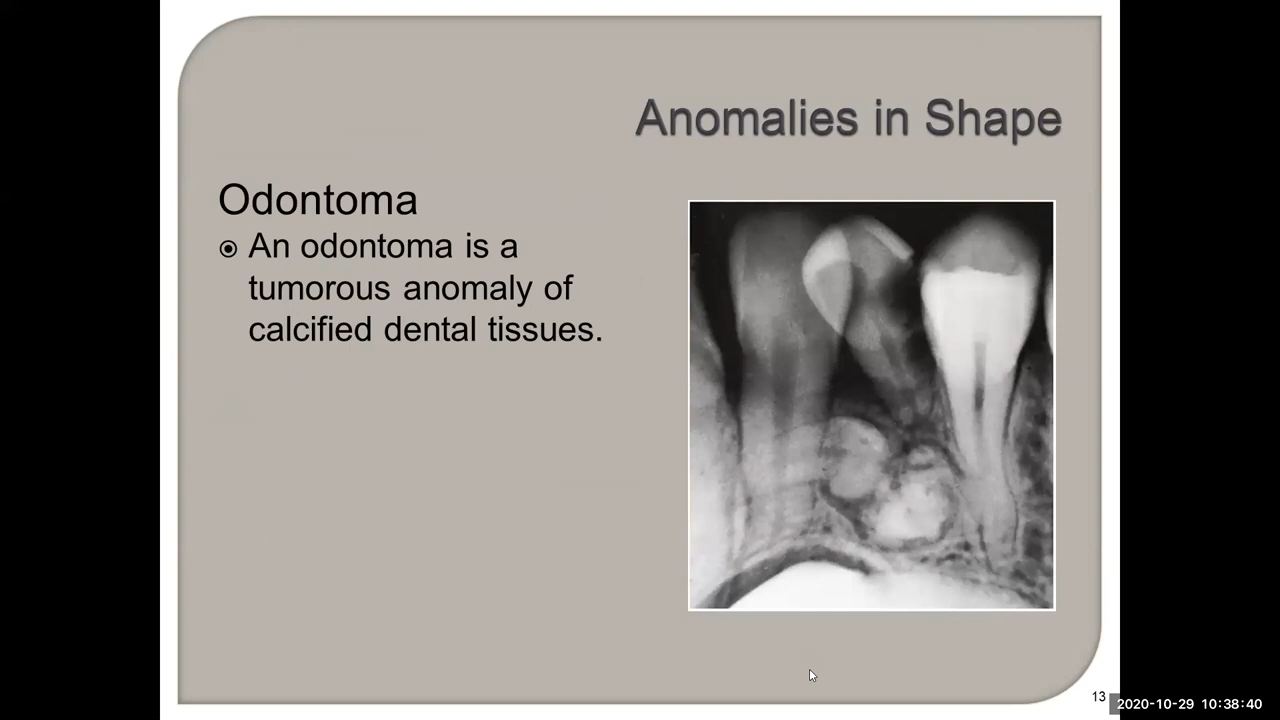 Anomalies in Shape
Odontoma
An odontoma is a
tumorous anomaly of
calcified dental tissues.
13
2020-10-29 10:38:40